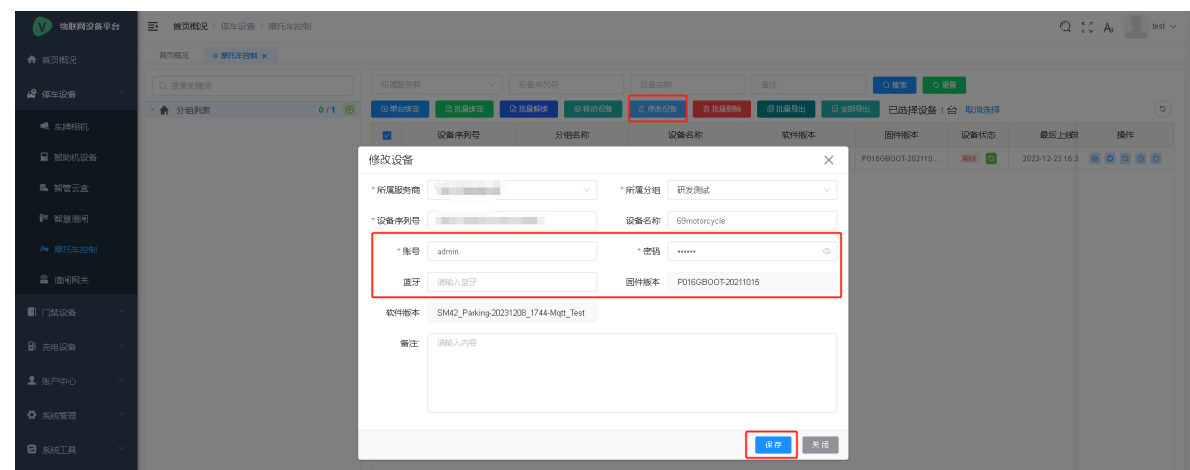 物联网设备平台
首页概况 / 停车设备 / 摩托车控制
test
首页概况
首页概况 摩托车控制 ×
停车设备
搜索关键词
所属服务商 设备序列号 设备名称 备注 搜索 重置
分组列表 0 / 1
单台绑定 批量绑定 批量解绑 移动设备 修改设备 批量删除 批量导出 全部导出 已选择设备 1 台 取消选择
车牌相机
设备序列号 分组名称 设备名称 软件版本 固件版本 设备状态 最后上线时 操作
智助机设备
P016GBOOT-202110... 离线 2023-12-23 16:3
智管云盒
智慧道闸
摩托车控制
道闸网关
门禁设备
充电设备
账户中心
系统管理
系统工具
修改设备
* 所属服务商 * 所属分组 研发测试
* 设备序列号 设备名称 69motorcycle
* 账号 admin * 密码 ••••••
蓝牙 请输入蓝牙 固件版本 P016GBOOT-20211015
软件版本 SM42_Parking-20231208_1744-Mqtt_Test
备注 请输入内容
保存 关闭